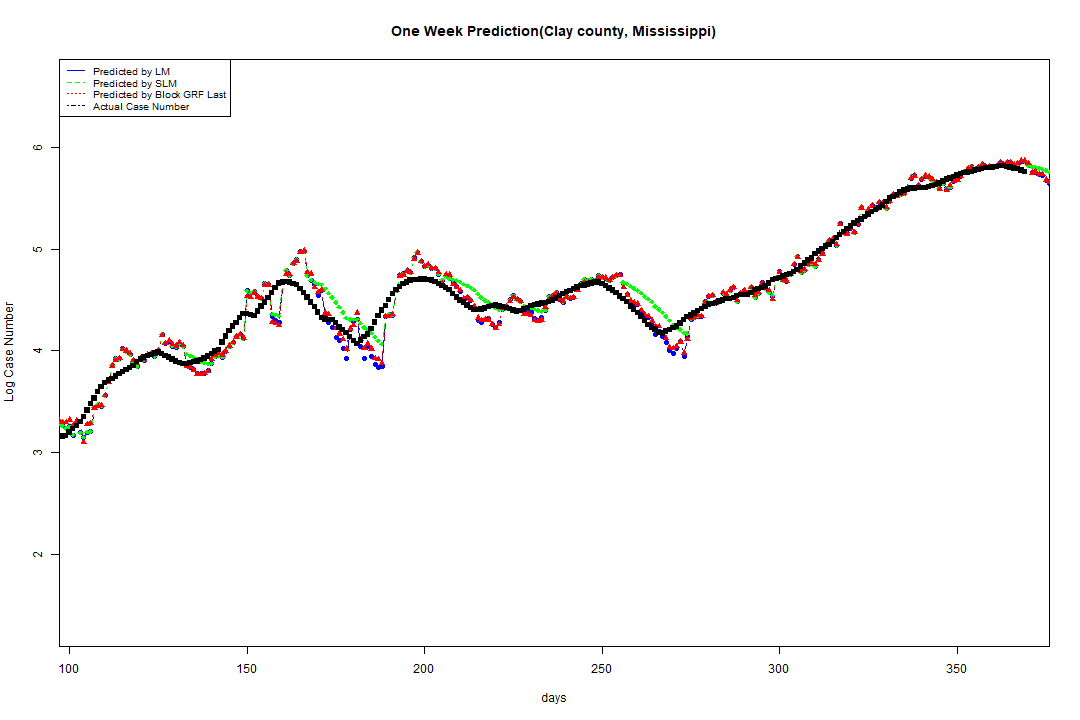 One Week Prediction(Clay county, Mississippi)
Predicted by LM
Predicted by SLM
Predicted by Block GRF Last
Actual Case Number
6
5
4
3
2
Log Case Number
100 150 200 250 300 350
days